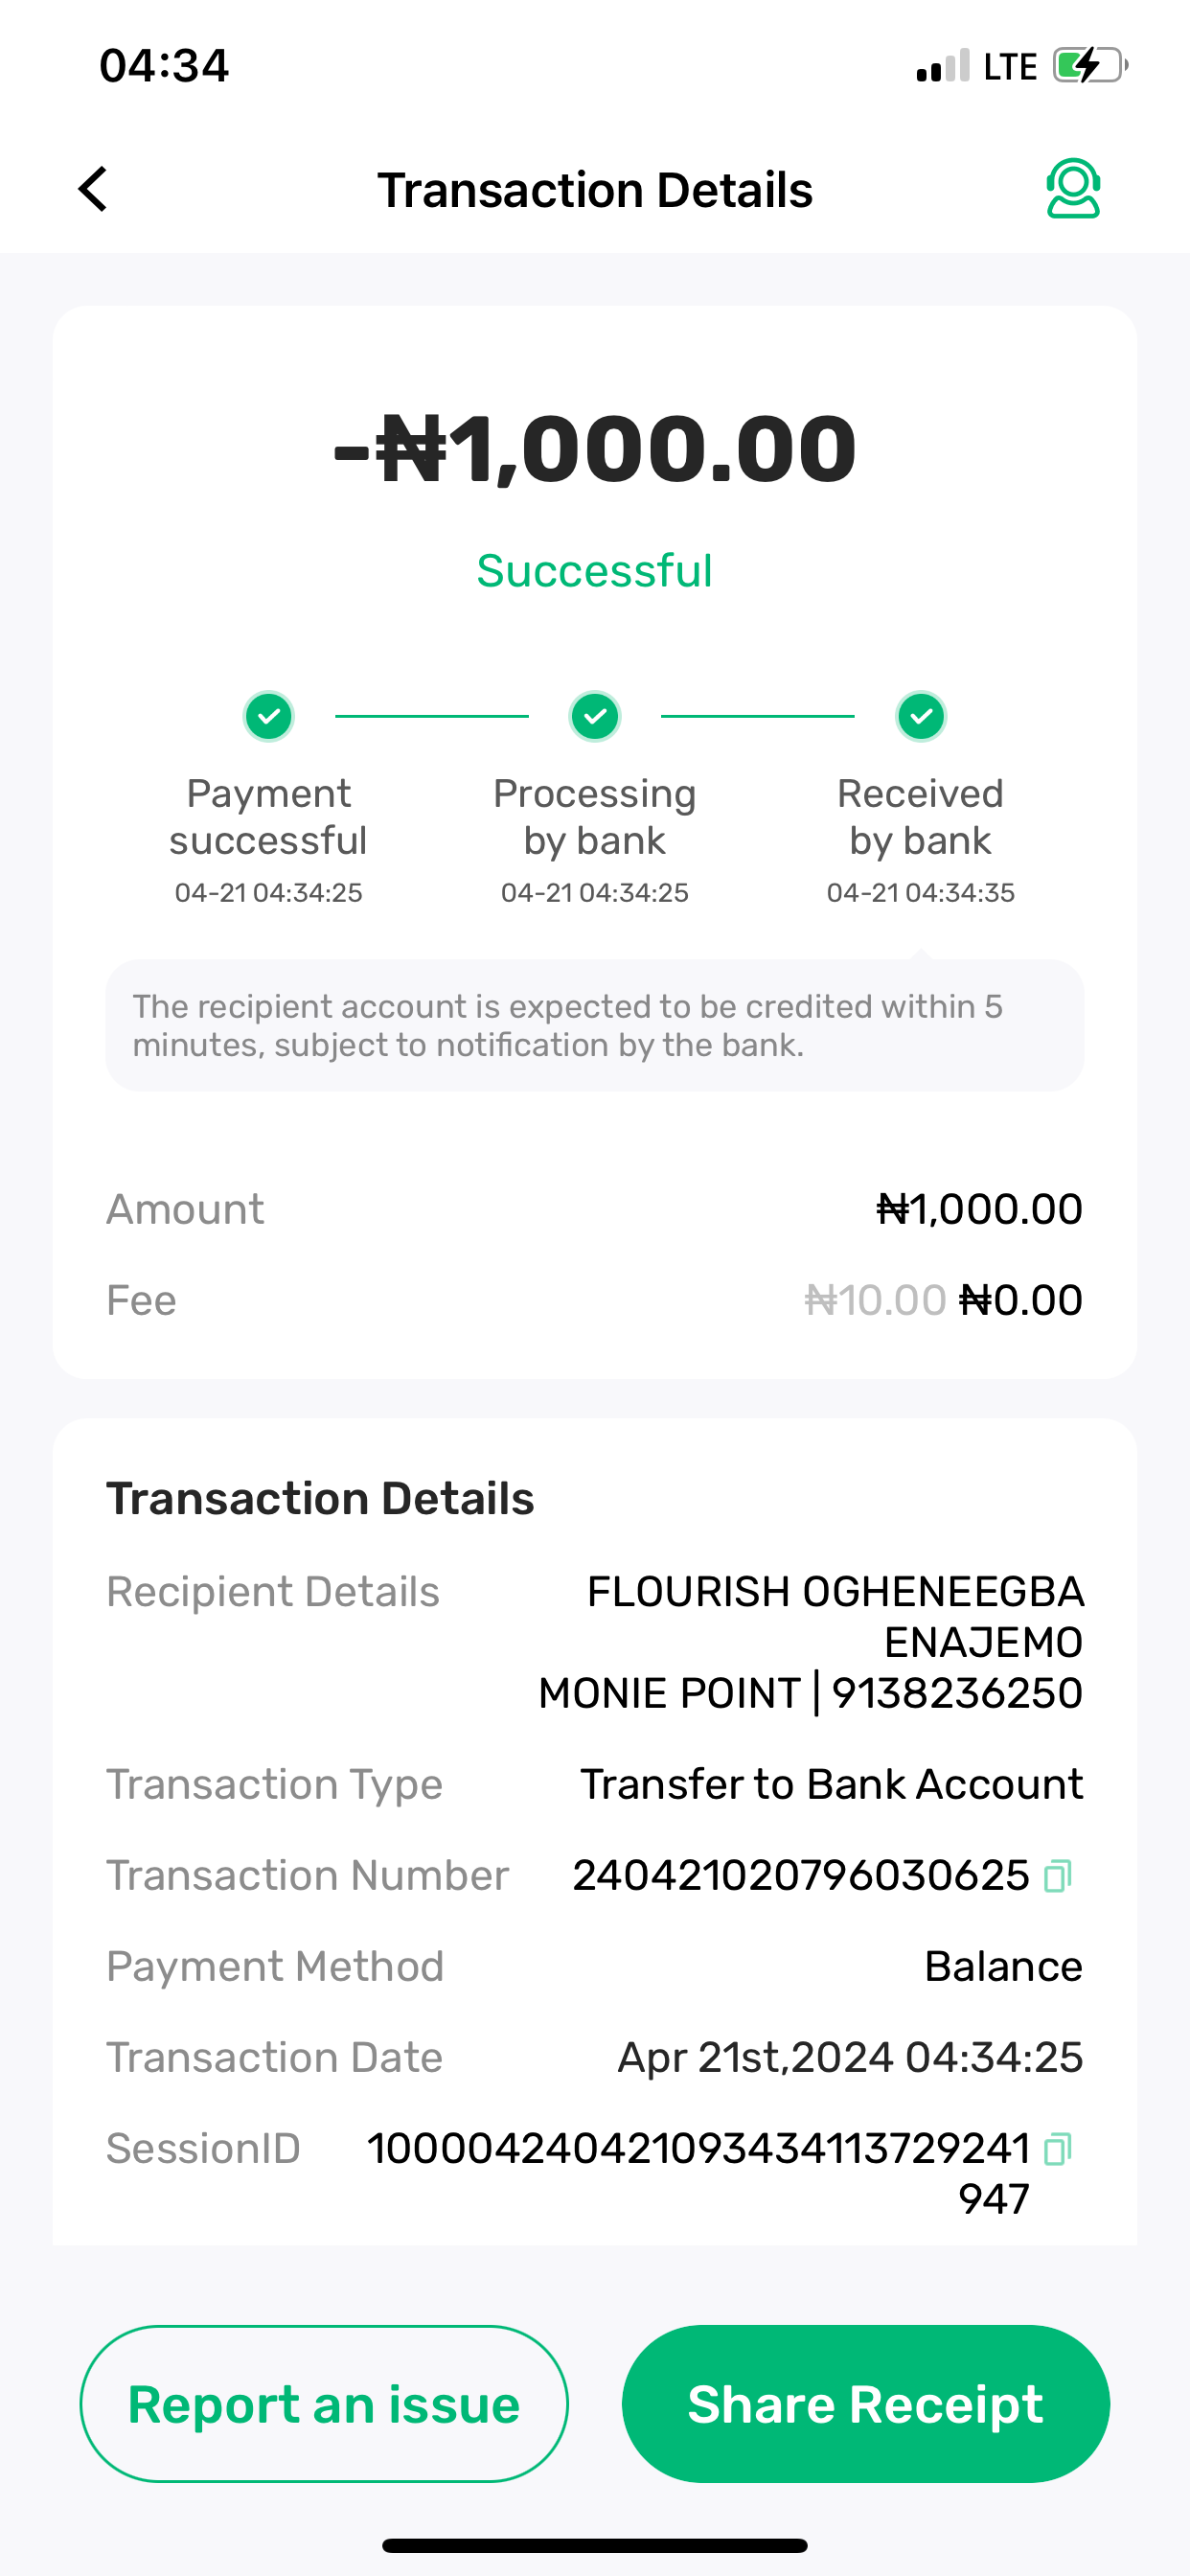 04:34 LTE
Transaction Details
-₦1,000.00
Successful
Payment successful
04-21 04:34:25
Processing by bank
04-21 04:34:25
Received by bank
04-21 04:34:35
The recipient account is expected to be credited within 5
minutes, subject to notification by the bank.
Amount ₦1,000.00
Fee ₦10.00 ₦0.00
Transaction Details
Recipient Details FLOURISH OGHENEEGBA
ENAJEMO
MONIE POINT | 9138236250
Transaction Type Transfer to Bank Account
Transaction Number 240421020796030625
Payment Method Balance
Transaction Date Apr 21st,2024 04:34:25
SessionID 100004240421093434113729241
947
Report an issue Share Receipt